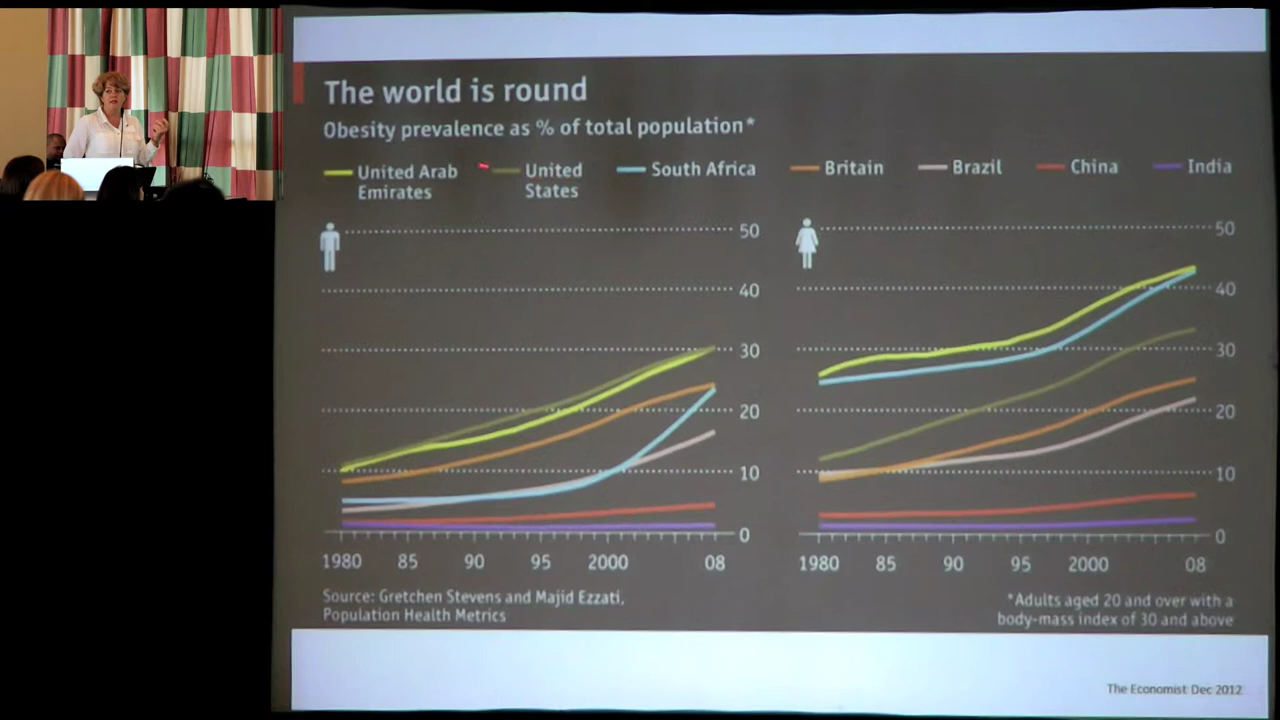 The world is round
Obesity prevalence as % of total population*
United Arab Emirates
United States
South Africa
Britain
Brazil
China
India
50
40
30
20
10
0
1980 85 90 95 2000 08
50
40
30
20
10
0
1980 85 90 95 2000 08
Source: Gretchen Stevens and Majid Ezzati,
Population Health Metrics
*Adults aged 20 and over with a
body-mass index of 30 and above
The Economist Dec 2012